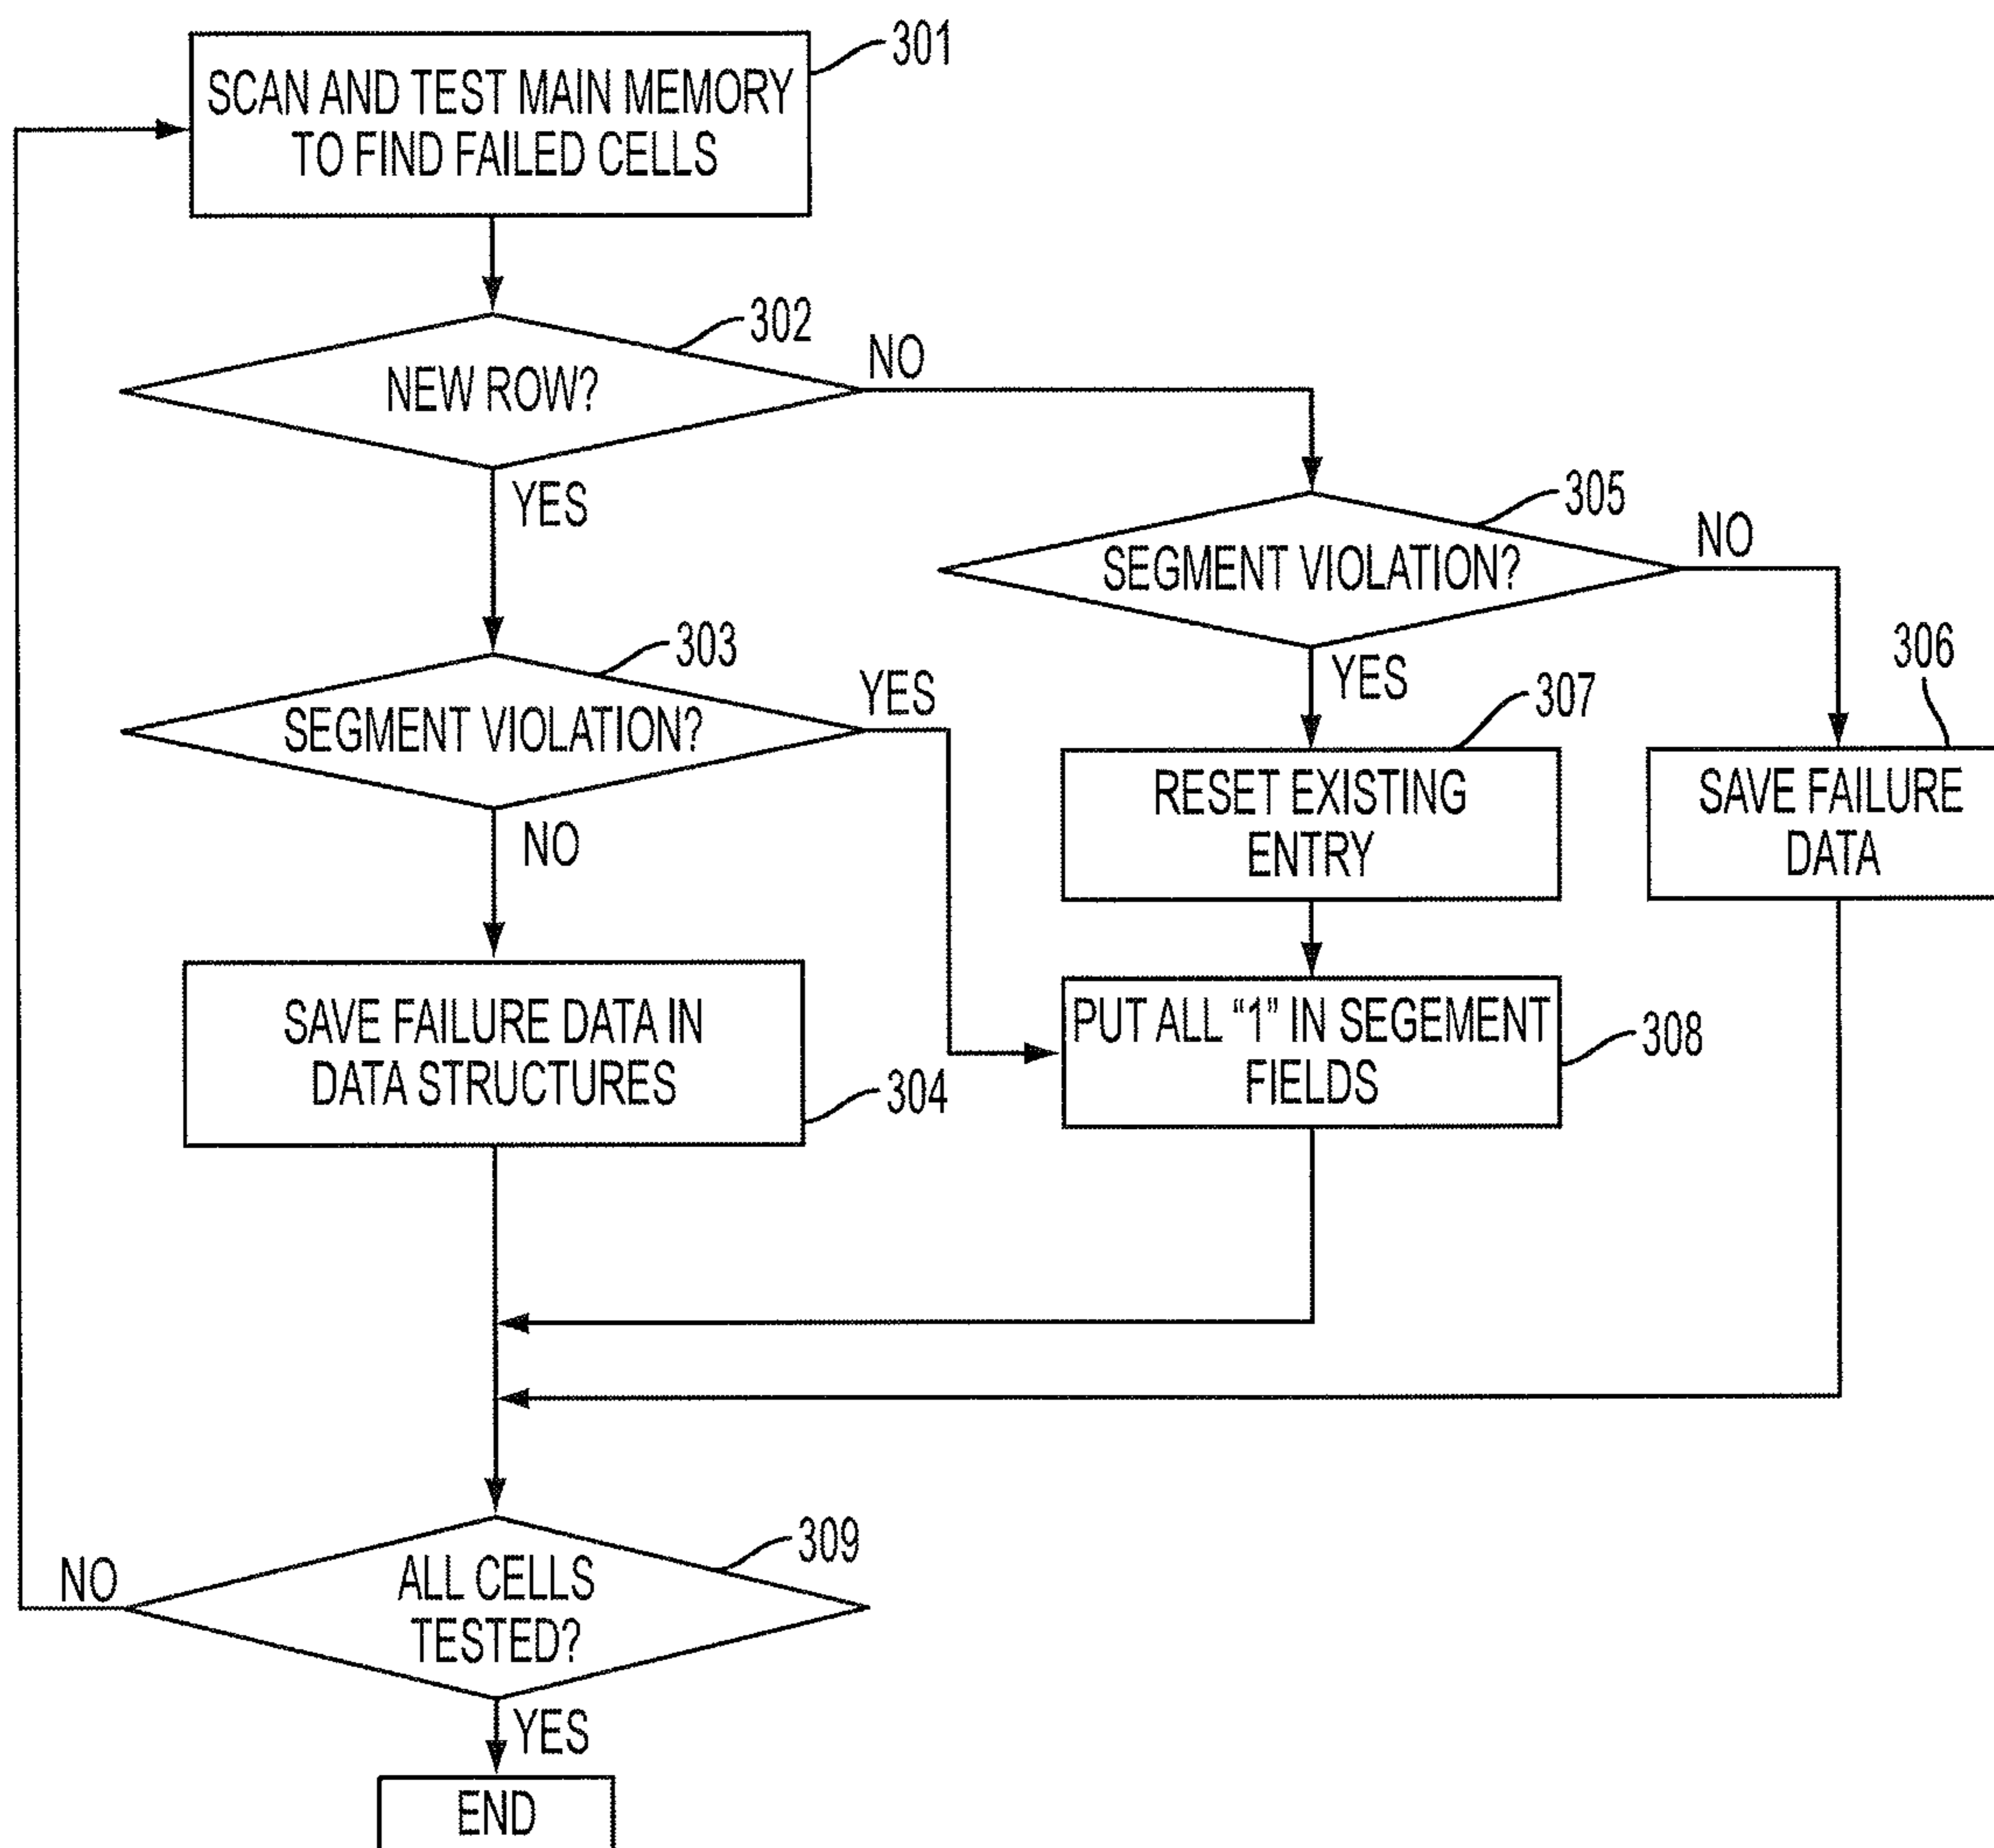 301
SCAN AND TEST MAIN MEMORY
TO FIND FAILED CELLS
302
NEW ROW?
NO
YES
305
SEGMENT VIOLATION?
NO
YES
303
SEGMENT VIOLATION?
YES
NO
307
RESET EXISTING
ENTRY
306
SAVE FAILURE
DATA
SAVE FAILURE DATA IN
DATA STRUCTURES
304
PUT ALL “1” IN SEGEMENT
FIELDS
308
309
ALL CELLS
TESTED?
NO
YES
END